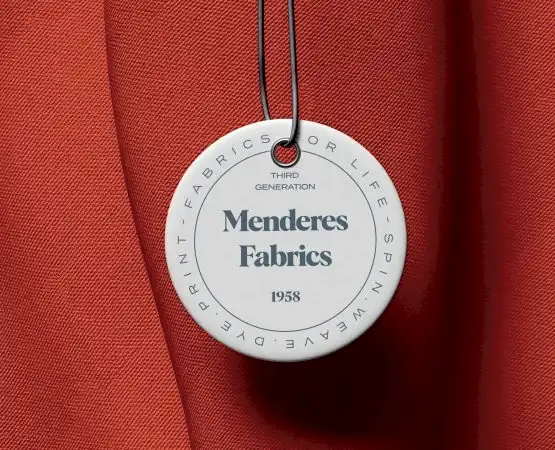 FABRICS FOR LIFE - SPIN.WEAVE.DYE.PRINT -
THIRD
GENERATION
Menderes
Fabrics
1958